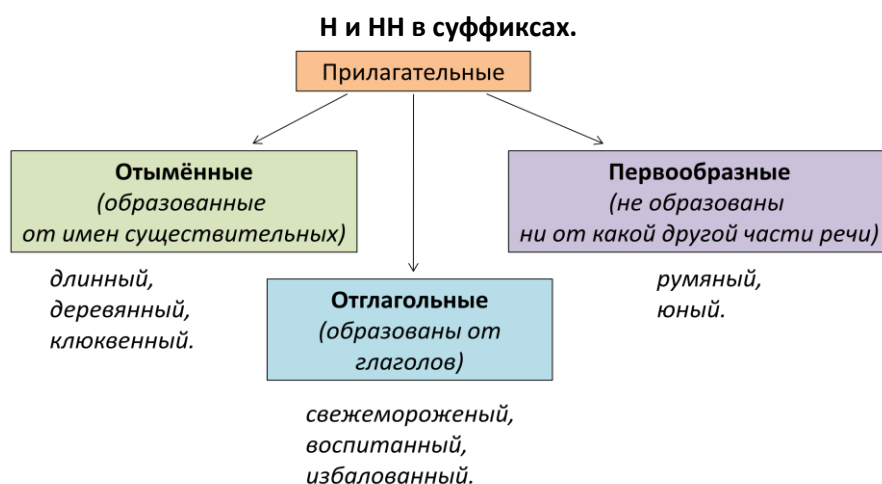 Н и НН в суффиксах.
Прилагательные
Отымённые
(образованные
от имен существительных)
длинный,
деревянный,
клюквенный.
Отглагольные
(образованы от
глаголов)
свежемороженый,
воспитанный,
избалованный.
Первообразные
(не образованы
ни от какой другой части речи)
румяный,
юный.